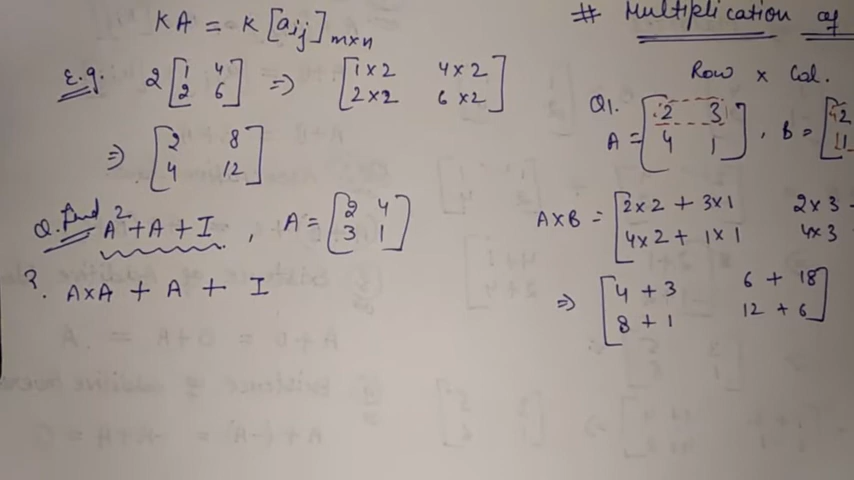 KA = K [aij]m×n
E.g. 2 [1 4 ⇒ [1×2 4×2
2 6] 2×2 6×2]
⇒ [2 8
4 12]
Q. Find A² + A + I , A = [2 4
3 1]
?. A×A + A + I
# Multiplication of
Row × Col.
Q1.
A = [2 3 , B = [2
4 1] 1
A×B = [2×2 + 3×1 2×3
4×2 + 1×1 4×3
⇒ [4 + 3 6 + 18
8 + 1 12 + 6]